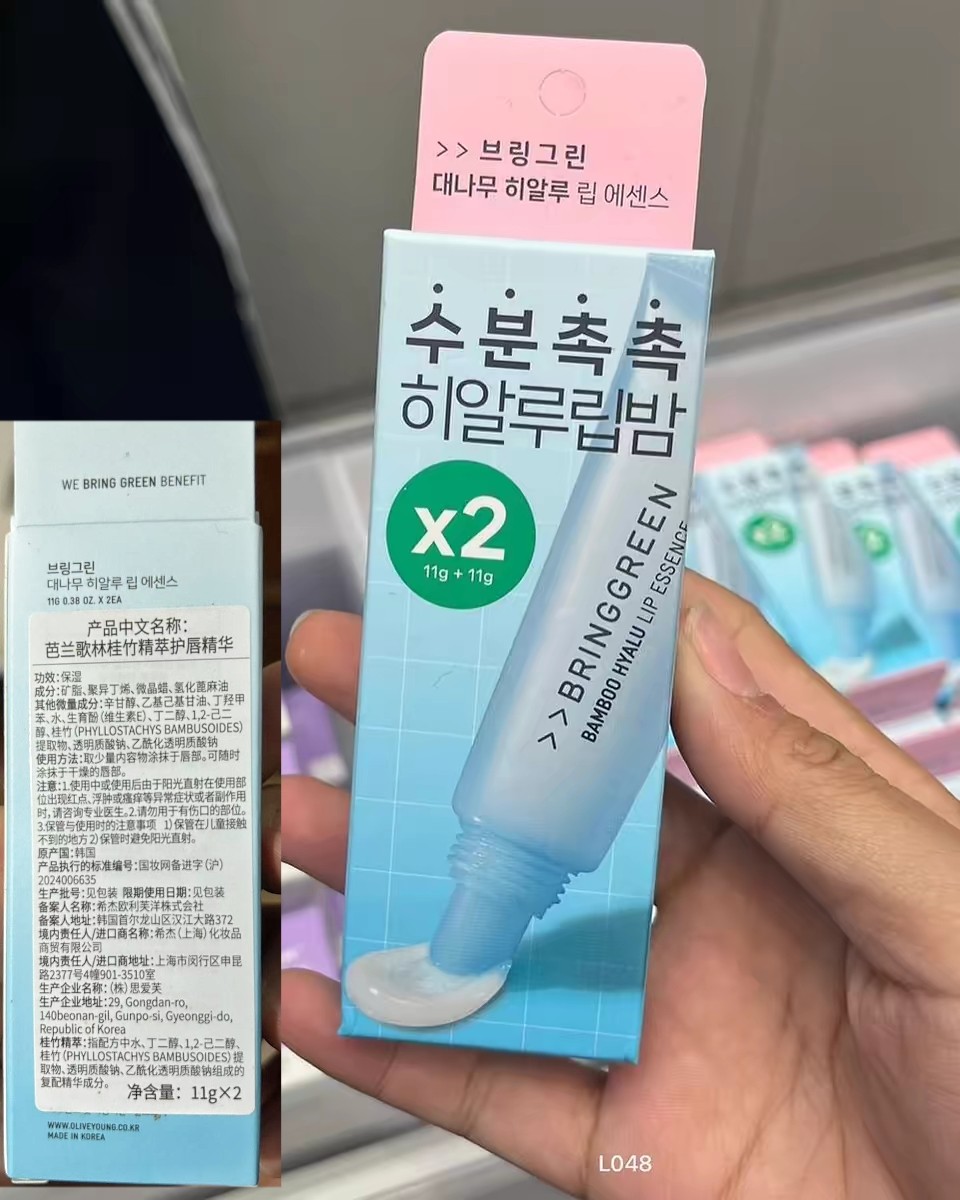 >> 브링그린
대나무 히알루 립 에센스
수분촉촉
히알루립밤
x2
11g + 11g
>> BRINGGREEN
BAMBOO HYALU LIP ESSENCE
WE BRING GREEN BENEFIT
브링그린
대나무 히알루 립 에센스
11G 0.38 OZ. X 2EA
产品中文名称：
芭兰歌林桂竹精萃护唇精华
功效：保湿
成分：矿脂、聚异丁烯、微晶蜡、氢化蓖麻油
其他微量成分：辛甘醇、乙基己基甘油、丁羟甲
苯、水、生育酚（维生素E）、丁二醇、1,2-己二
醇、桂竹（PHYLLOSTACHYS BAMBUSOIDES）
提取物、透明质酸钠、乙酰化透明质酸钠
使用方法：取少量内容物涂抹于唇部。可随时
涂抹于干燥的唇部。
注意：1.使用中或使用后由于阳光直射在使用部
位出现红点、浮肿或瘙痒等异常症状或者副作用
时，请咨询专业医生。2.请勿用于有伤口的部位。
3.保管与使用时的注意事项 1）保管在儿童接触
不到的地方 2）保管时避免阳光直射。
原产国：韩国
产品执行的标准编号：国妆网备进字（沪）
2024006635
生产批号：见包装 限期使用日期：见包装
备案人名称：希杰欧利芙洋株式会社
备案人地址：韩国首尔龙山区汉江大路372
境内责任人/进口商名称：希杰（上海）化妆品
商贸有限公司
境内责任人/进口商地址：上海市闵行区申昆
路2377号4幢901-3510室
生产企业名称：（株）思爱芙
生产企业地址：29, Gongdan-ro,
140beonan-gil, Gunpo-si, Gyeonggi-do,
Republic of Korea
桂竹精萃：指配方中水、丁二醇、1,2-己二醇、
桂竹（PHYLLOSTACHYS BAMBUSOIDES）提
取物、透明质酸钠、乙酰化透明质酸钠组成的
复配精华成分。
净含量：11g×2
WWW.OLIVEYOUNG.CO.KR
MADE IN KOREA
L048